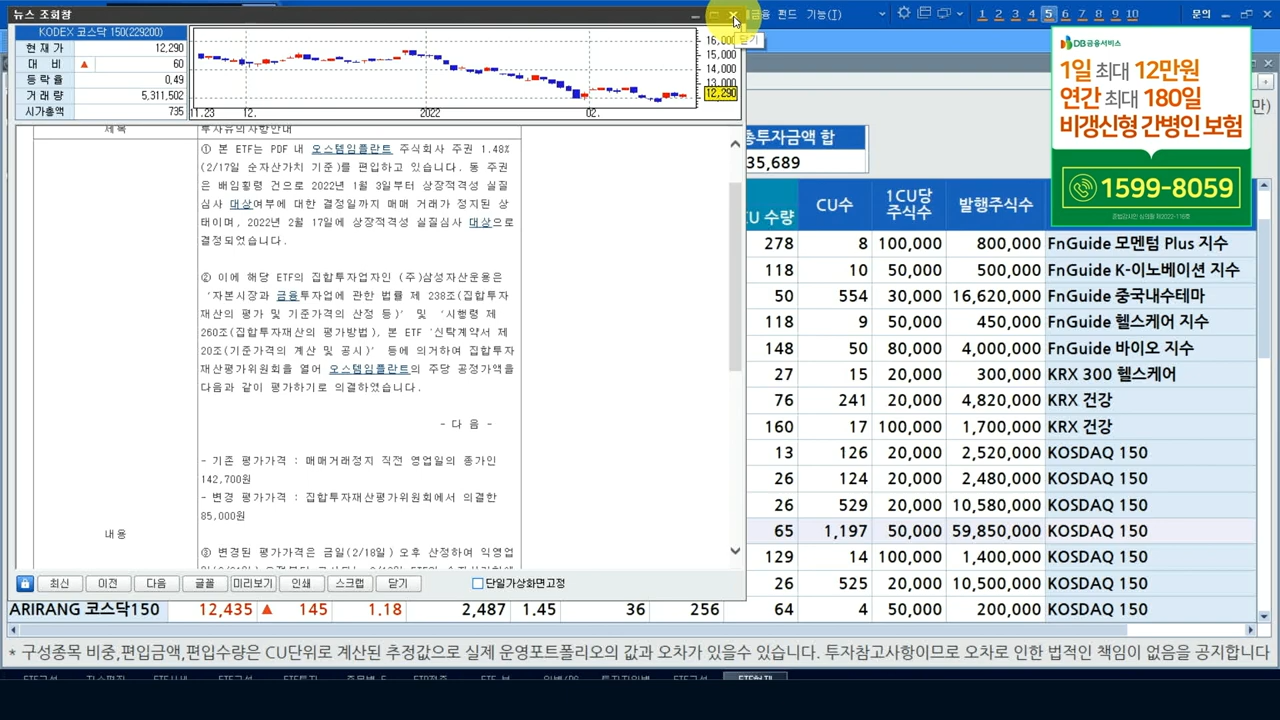 뉴스 조회창
금융 펀드 기능(I)
1 2 3 4 5 6 7 8 9 10
문의
닫기
KODEX 코스닥 150(229200)
현재가 12,290
대 비 ▲ 60
등락율 0,49
거래량 5,311,502
시가총액 735
16,000
15,000
14,000
13,000
12,290
11.23 12. 2022 02.
DB금융서비스
1일 최대 12만원
연간 최대 180일
비갱신형 간병인 보험
1599-8059
제목 투자유의사항안내
① 본 ETF는 PDF 내 오스템임플란트 주식회사 주권 1.48%
(2/17일 순자산가치 기준)를 편입하고 있습니다. 동 주권
은 배임횡령 건으로 2022년 1월 3일부터 상장적격성 실질
심사 대상여부에 대한 결정일까지 매매 거래가 정지된 상
태이며, 2022년 2월 17일에 상장적격성 실질심사 대상으로
결정되었습니다.
② 이에 해당 ETF의 집합투자업자인 (주)삼성자산운용은
'자본시장과 금융투자업에 관한 법률 제 238조(집합투자
재산의 평가 및 기준가격의 산정 등)' 및 '시행령 제
260조(집합투자재산의 평가방법), 본 ETF '신탁계약서 제
20조(기준가격의 계산 및 공시)' 등에 의거하여 집합투자
재산평가위원회를 열어 오스템임플란트의 주당 공정가액을
다음과 같이 평가하기로 의결하였습니다.
- 다 음 -
- 기존 평가가격 : 매매거래정지 직전 영업일의 종가인
142,700원
- 변경 평가가격 : 집합투자재산평가위원회에서 의결한
85,000원
내용
③ 변경된 평가가격은 금일(2/18일) 오후 산정하여 익영업
최신 이전 다음 글꼴 미리보기 인쇄 스크랩 닫기 단일가상화면고정
총투자금액 합
35,689
CU 수량 CU수 1CU당 주식수 발행주식수
278 8 100,000 800,000 FnGuide 모멘텀 Plus 지수
118 10 50,000 500,000 FnGuide K-이노베이션 지수
50 554 30,000 16,620,000 FnGuide 중국내수테마
118 9 50,000 450,000 FnGuide 헬스케어 지수
148 50 80,000 4,000,000 FnGuide 바이오 지수
27 15 20,000 300,000 KRX 300 헬스케어
76 241 20,000 4,820,000 KRX 건강
160 17 100,000 1,700,000 KRX 건강
13 126 20,000 2,520,000 KOSDAQ 150
26 124 20,000 2,480,000 KOSDAQ 150
26 529 20,000 10,580,000 KOSDAQ 150
65 1,197 50,000 59,850,000 KOSDAQ 150
129 14 100,000 1,400,000 KOSDAQ 150
26 525 20,000 10,500,000 KOSDAQ 150
ARIRANG 코스닥150 12,435 ▲ 145 1.18 2,487 1.45 36 256 64 4 50,000 200,000 KOSDAQ 150
* 구성종목 비중,편입금액,편입수량은 CU단위로 계산된 추정값으로 실제 운영포트폴리오의 값과 오차가 있을수 있습니다. 투자참고사항이므로 오차로 인한 법적인 책임이 없음을 공지합니다